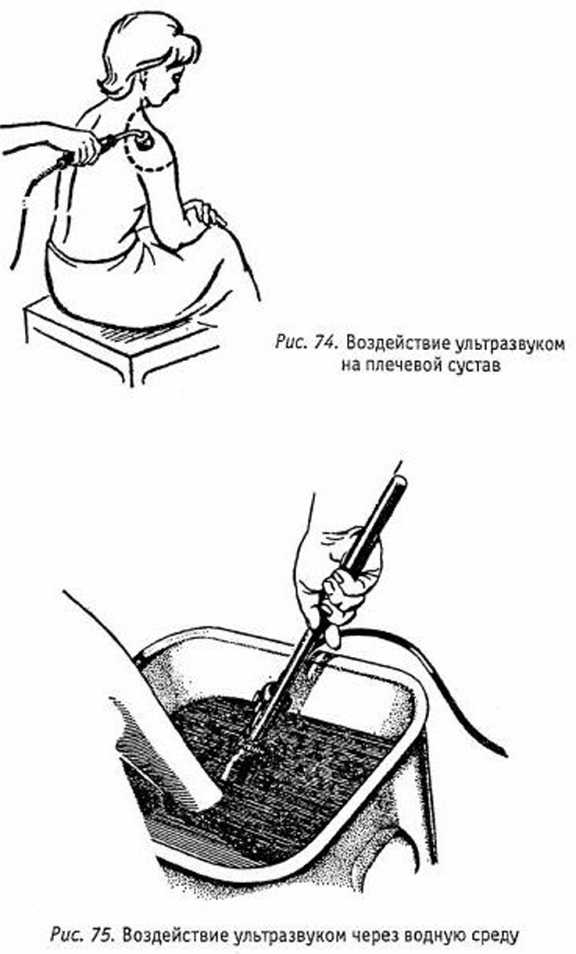 Рис. 74. Воздействие ультразвуком
на плечевой сустав
Рис. 75. Воздействие ультразвуком через водную среду